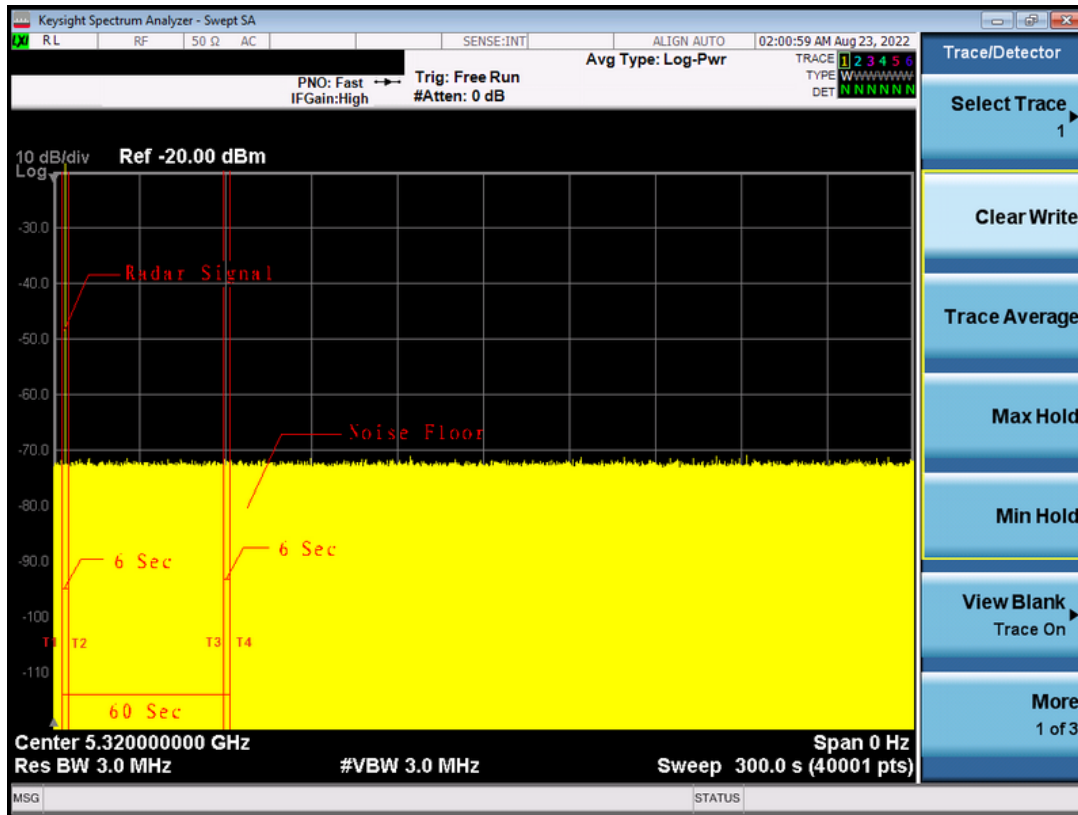 Keysight Spectrum Analyzer - Swept SA
LXI RL RF 50 Ω AC SENSE:INT ALIGN AUTO 02:00:59 AM Aug 23, 2022
PNO: Fast Trig: Free Run Avg Type: Log-Pwr TRACE 1 2 3 4 5 6
IFGain:High #Atten: 0 dB TYPE WWWWWW
DET N N N N N N
Trace/Detector
Select Trace
1
Clear Write
Trace Average
Max Hold
Min Hold
View Blank
Trace On
More
1 of 3
10 dB/div Ref -20.00 dBm
Log
-30.0
Radar Signal
-40.0
-50.0
-60.0
Noise Floor
-70.0
-80.0
6 Sec
-90.0
6 Sec
-100
T1 T2 T3 T4
-110
60 Sec
Center 5.320000000 GHz Span 0 Hz
Res BW 3.0 MHz #VBW 3.0 MHz Sweep 300.0 s (40001 pts)
MSG STATUS